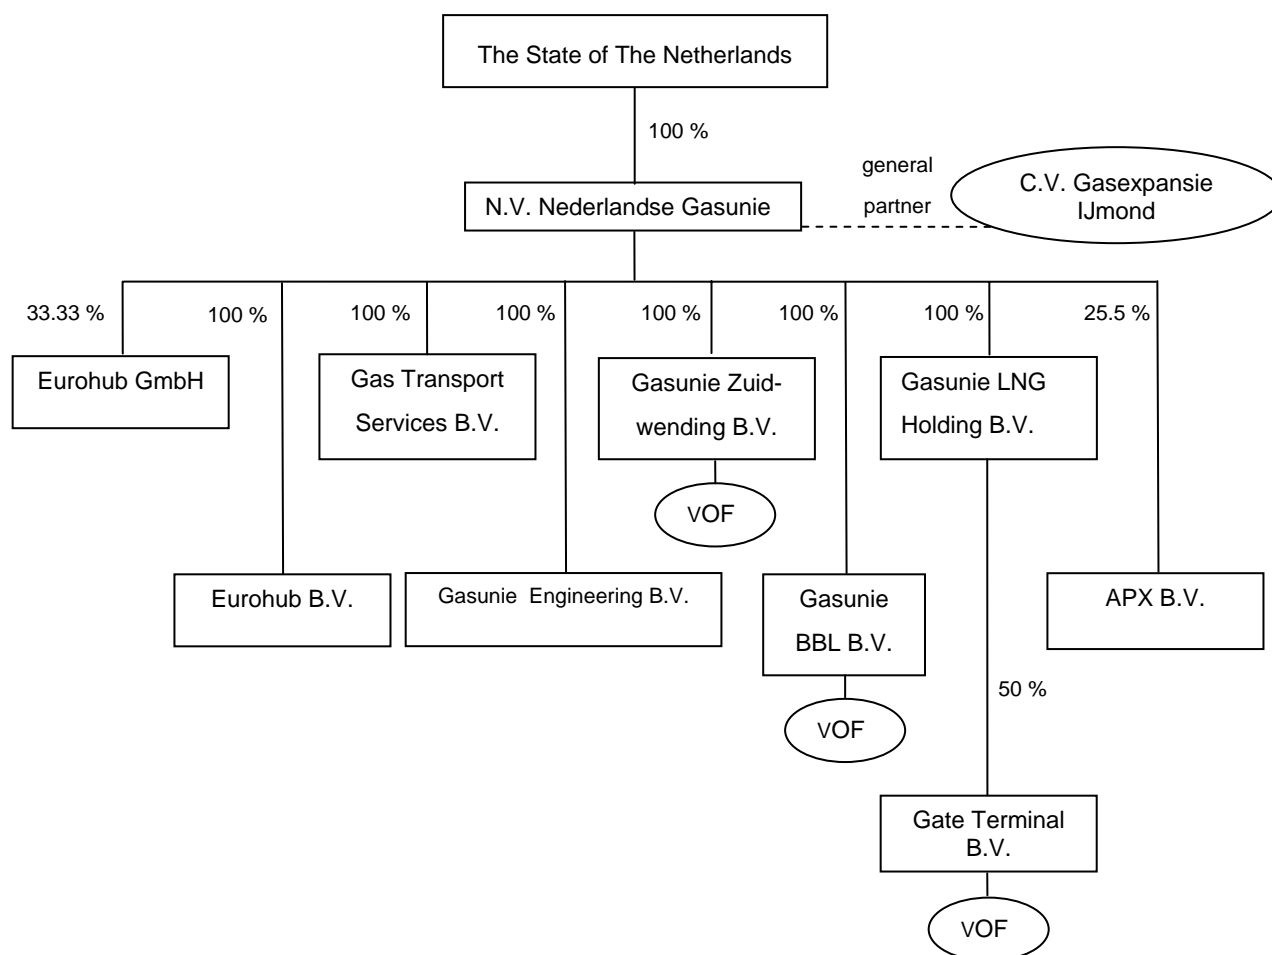 The State of The Netherlands
100 %
general
partner
C.V. Gasexpansie
IJmond
N.V. Nederlandse Gasunie
33.33 %
100 %
100 %
100 %
100 %
100 %
100 %
25.5 %
Eurohub GmbH
Gas Transport
Services B.V.
Gasunie Zuid-
wending B.V.
Gasunie LNG
Holding B.V.
VOF
Eurohub B.V.
Gasunie Engineering B.V.
Gasunie
BBL B.V.
APX B.V.
50 %
VOF
Gate Terminal
B.V.
VOF